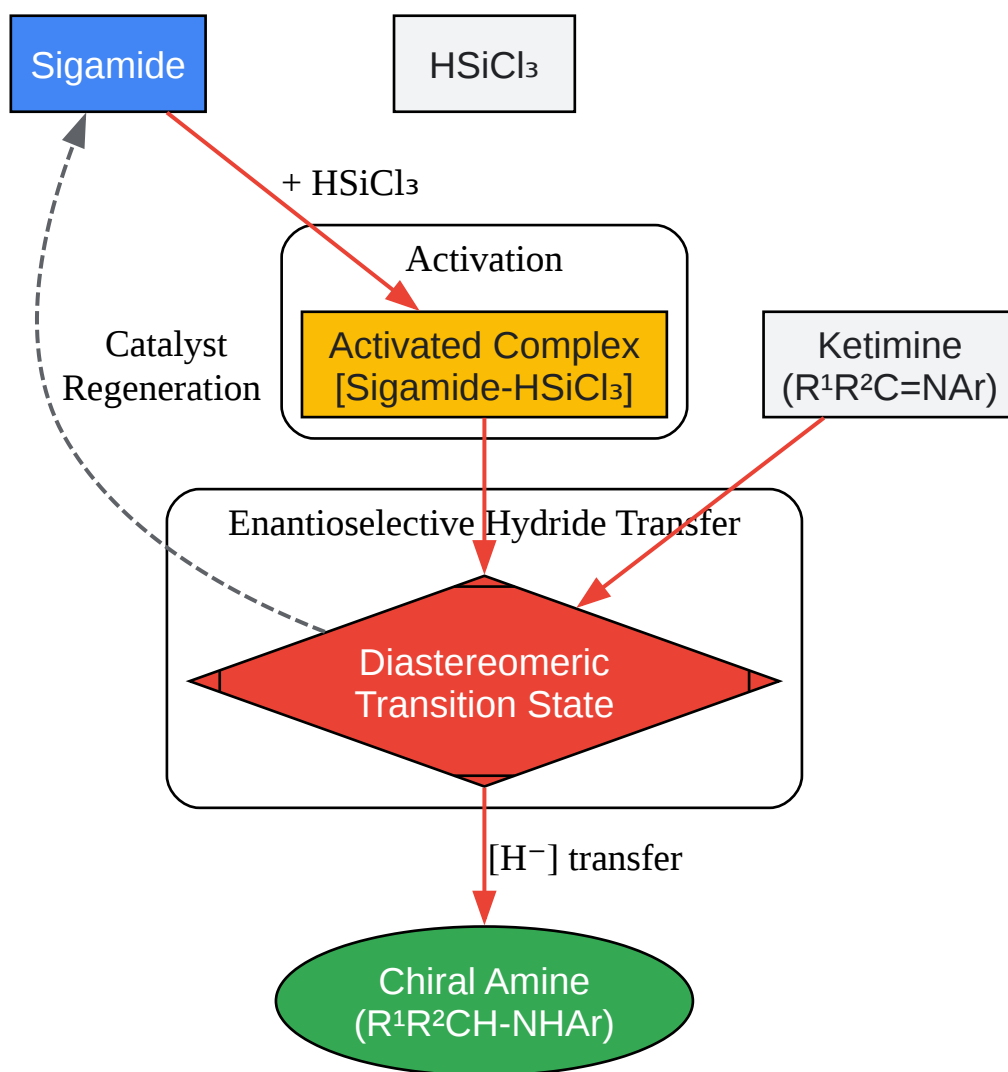 Sigamide
HSiCl₃
+ HSiCl₃
Activation
Activated Complex
[Sigamide-HSiCl₃]
Ketimine
(R¹R²C=NAr)
Catalyst
Regeneration
Enantioselective Hydride Transfer
Diastereomeric
Transition State
[H⁻] transfer
Chiral Amine
(R¹R²CH-NHAr)